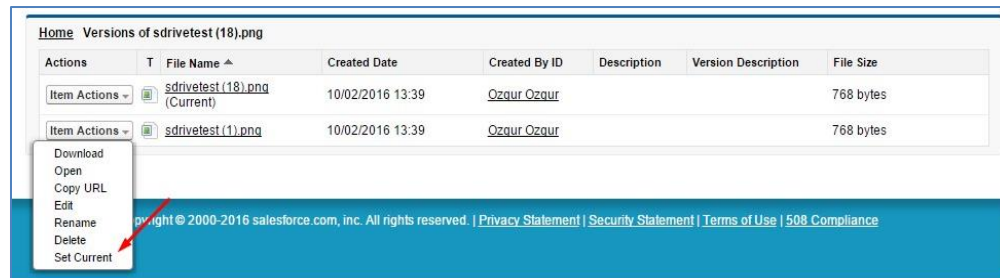 Home Versions of sdrivetest (18).png
Actions T File Name Created Date Created By ID Description Version Description File Size
Item Actions sdrivetest (18).png (Current) 10/02/2016 13:39 Ozgur Ozgur 768 bytes
Item Actions sdrivetest (1).png 10/02/2016 13:39 Ozgur Ozgur 768 bytes
Download
Open
Copy URL
Edit
Rename
Delete
Set Current
pyright © 2000-2016 salesforce.com, inc. All rights reserved. | Privacy Statement | Security Statement | Terms of Use | 508 Compliance